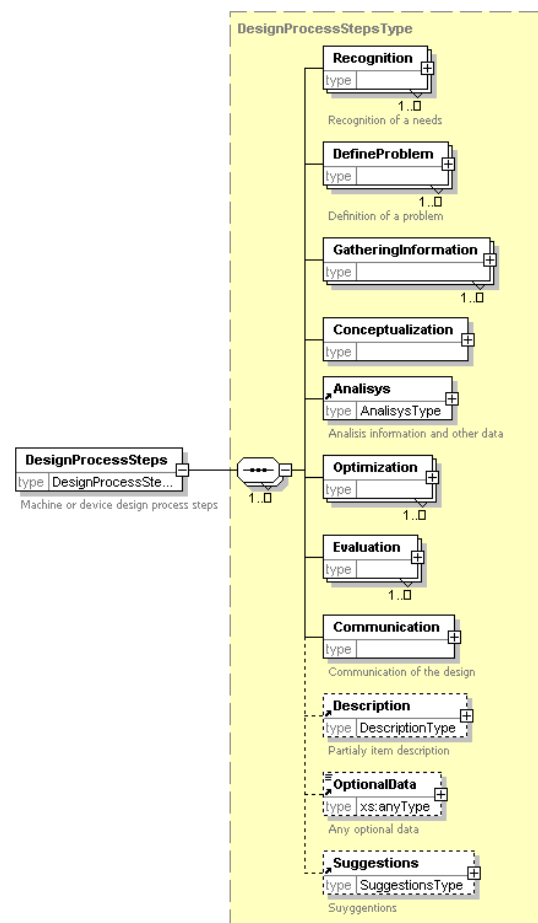 DesignProcessStepsType
Recognition
type
1..
Recognition of a needs
DefineProblem
type
1..
Definition of a problem
GatheringInformation
type
1..
Conceptualization
type
Analisys
type AnalisysType
Analisis information and other data
DesignProcessSteps
type DesignProcessSte...
Machine or device design process steps
1..
Optimization
type
1..
Evaluation
type
1..
Communication
type
Communication of the design
Description
type DescriptionType
Partialy item description
OptionalData
type xs:anyType
Any optional data
Suggestions
type SuggestionsType
Suyggentions